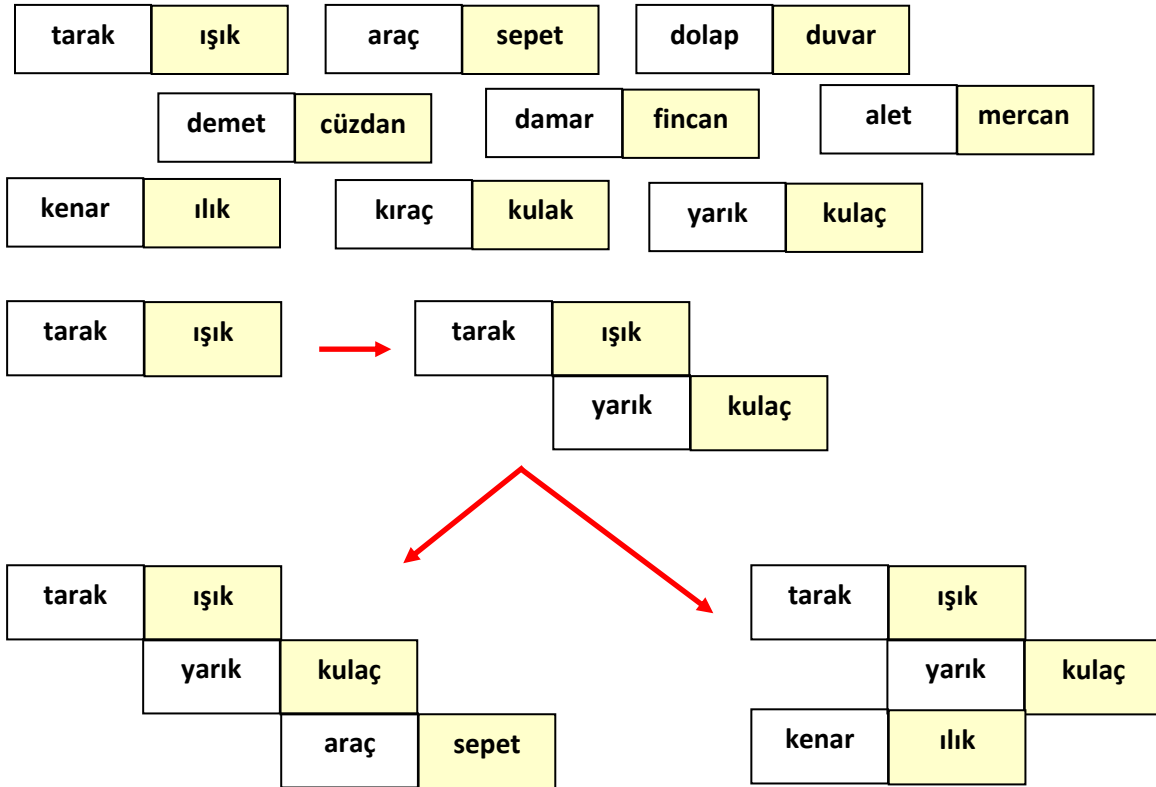 tarak ışık araç sepet dolap duvar
demet cüzdan damar fincan alet mercan
kenar ılık kıraç kulak yarık kulaç
tarak ışık tarak ışık
yarık kulaç
tarak ışık tarak ışık
yarık kulaç yarık kulaç
araç sepet kenar ılık